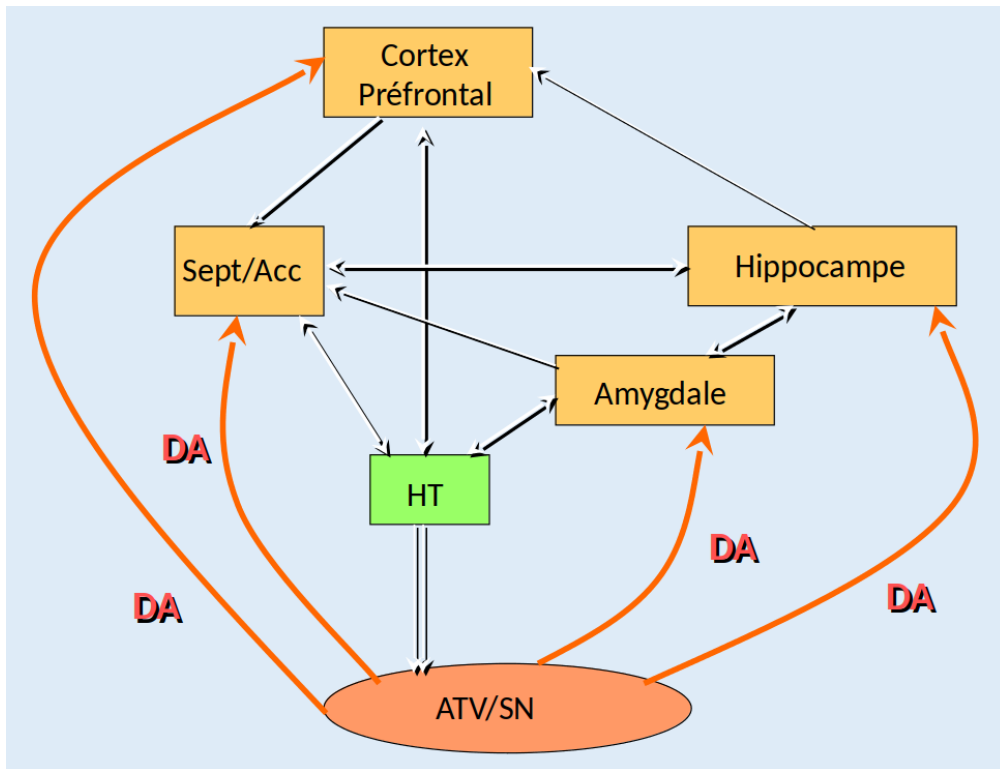 Cortex
Préfrontal
Sept/Acc
Hippocampe
Amygdale
DA
HT
DA
DA
DA
ATV/SN